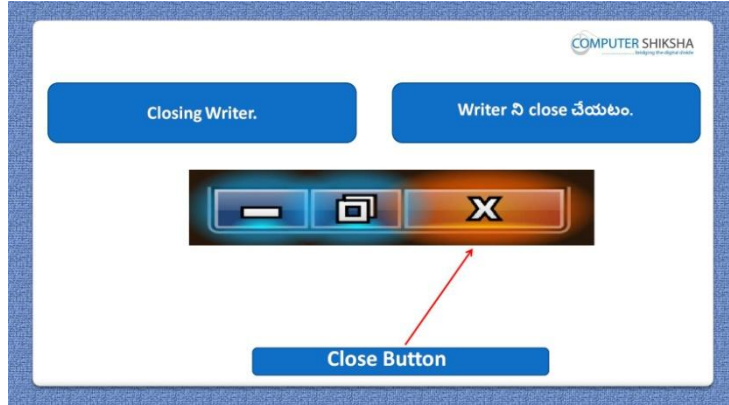 COMPUTER SHIKSHA
bridging the digital divide
Closing Writer.
Writer ని close చేయటం.
Close Button